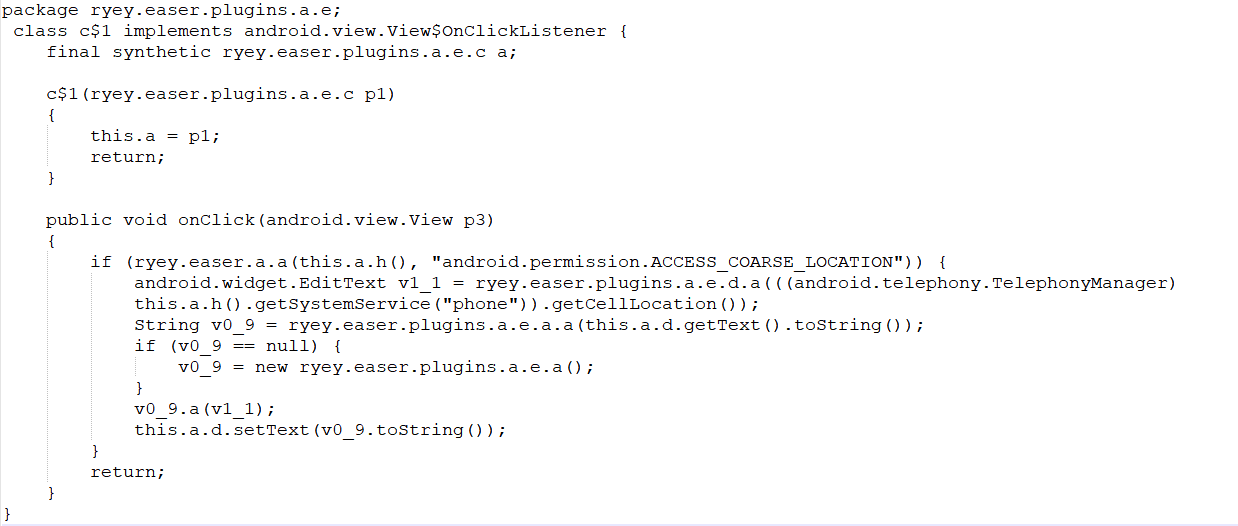 package ryey.easer.plugins.a.e;
class c$1 implements android.view.View$OnClickListener {
final synthetic ryey.easer.plugins.a.e.c a;
c$1(ryey.easer.plugins.a.e.c p1)
{
this.a = p1;
return;
}
public void onClick(android.view.View p3)
{
if (ryey.easer.a.a(this.a.h(), "android.permission.ACCESS_COARSE_LOCATION")) {
android.widget.EditText v1_1 = ryey.easer.plugins.a.e.d.a(((android.telephony.TelephonyManager)
this.a.h().getSystemService("phone")).getCellLocation());
String v0_9 = ryey.easer.plugins.a.e.a.a(this.a.d.getText().toString());
if (v0_9 == null) {
v0_9 = new ryey.easer.plugins.a.e.a();
}
v0_9.a(v1_1);
this.a.d.setText(v0_9.toString());
}
return;
}
}